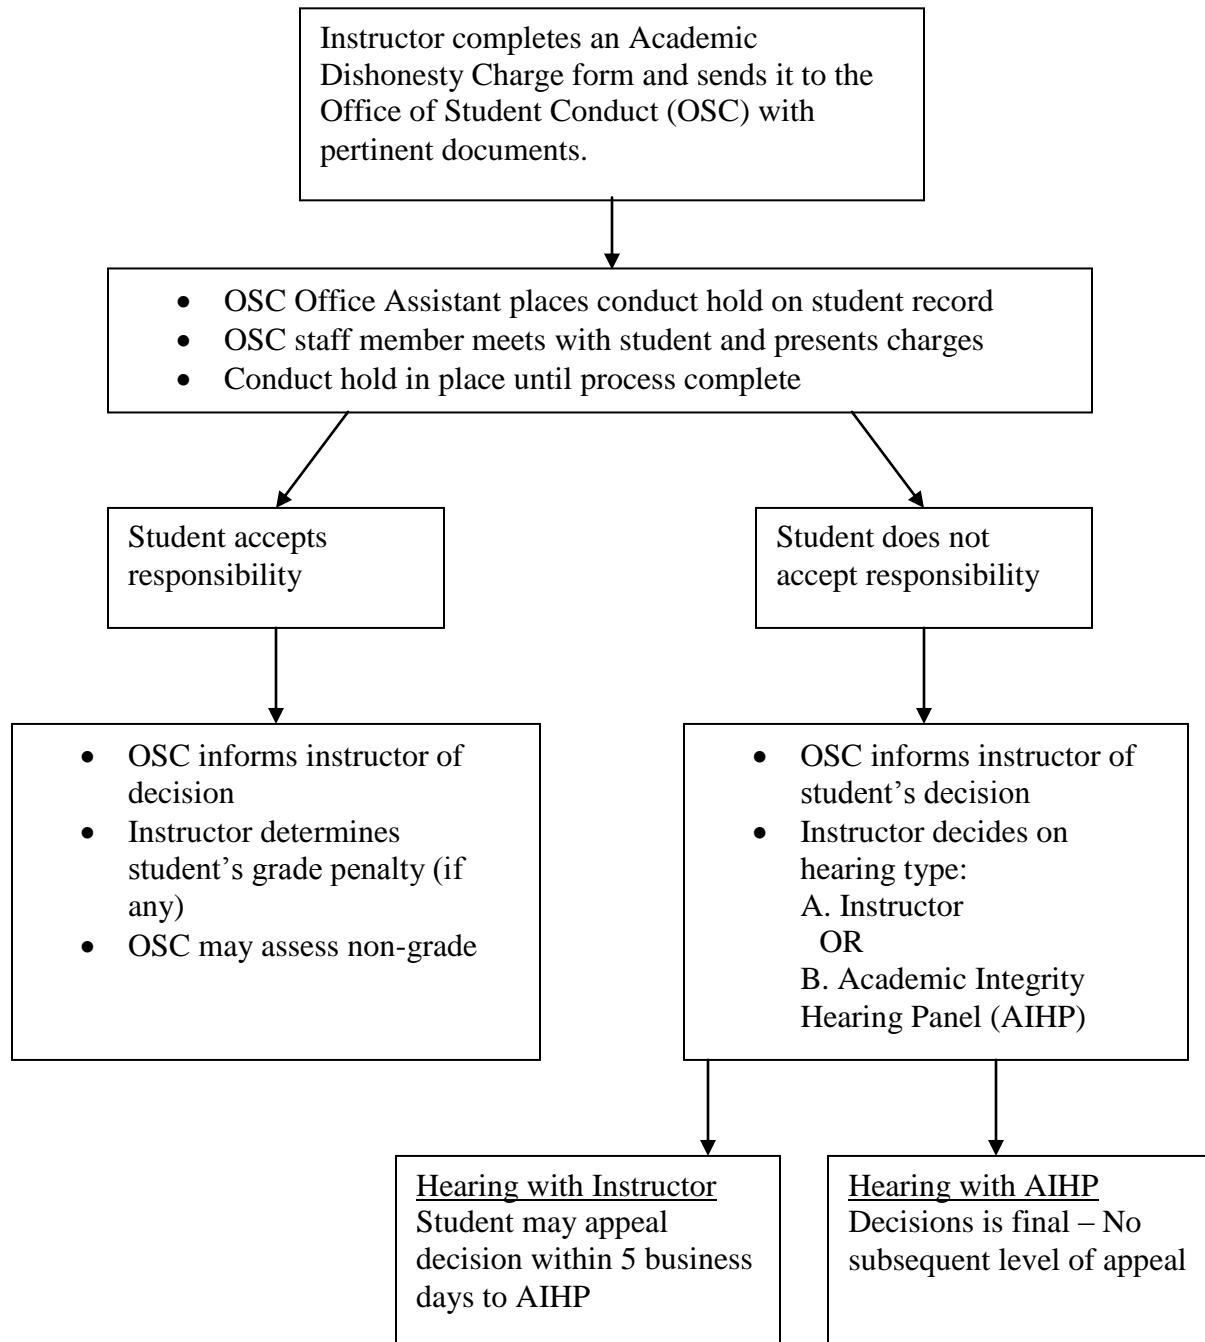 Instructor completes an Academic
Dishonesty Charge form and sends it to the
Office of Student Conduct (OSC) with
pertinent documents.
• OSC Office Assistant places conduct hold on student record
• OSC staff member meets with student and presents charges
• Conduct hold in place until process complete
Student accepts
responsibility
Student does not
accept responsibility
• OSC informs instructor of
decision
• Instructor determines
student’s grade penalty (if
any)
• OSC may assess non-grade
• OSC informs instructor of
student’s decision
• Instructor decides on
hearing type:
A. Instructor
OR
B. Academic Integrity
Hearing Panel (AIHP)
Hearing with Instructor
Student may appeal
decision within 5 business
days to AIHP
Hearing with AIHP
Decisions is final – No
subsequent level of appeal